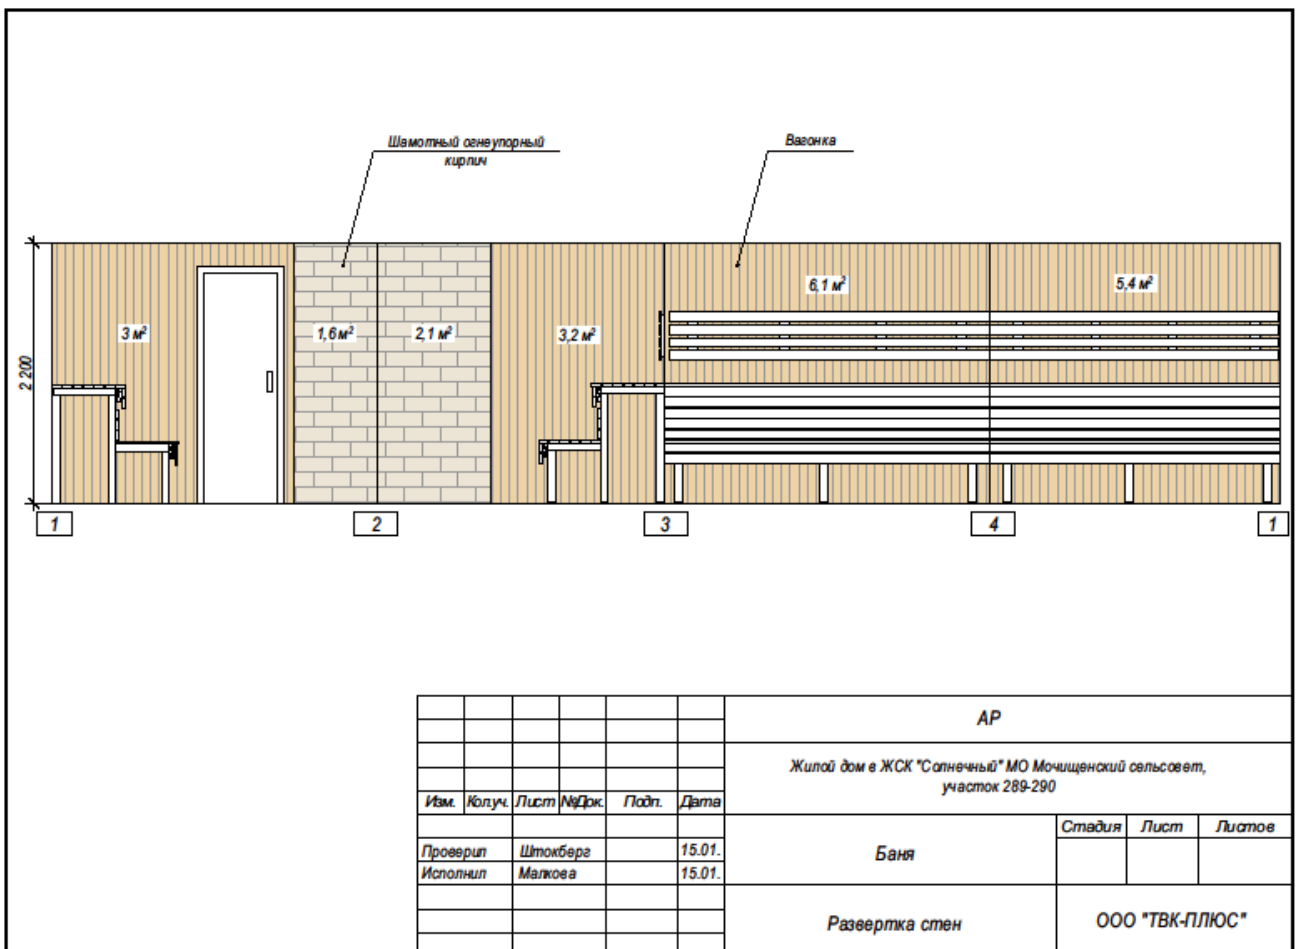 Шамотный огнеупорный
кирпич
Вагонка
6,1 м²
5,4 м²
3 м²
1,6 м²
2,1 м²
3,2 м²
2200
1
2
3
4
1
АР
Жилой дом в ЖСК "Солнечный" МО Мочищенский сельсовет,
участок 289-290
Изм. Кол.уч. Лист №Док. Подп. Дата
Стадия Лист Листов
Проверил Штокберг 15.01.
Исполнил Малкова 15.01.
Баня
Развертка стен
ООО "ТВК-ПЛЮС"